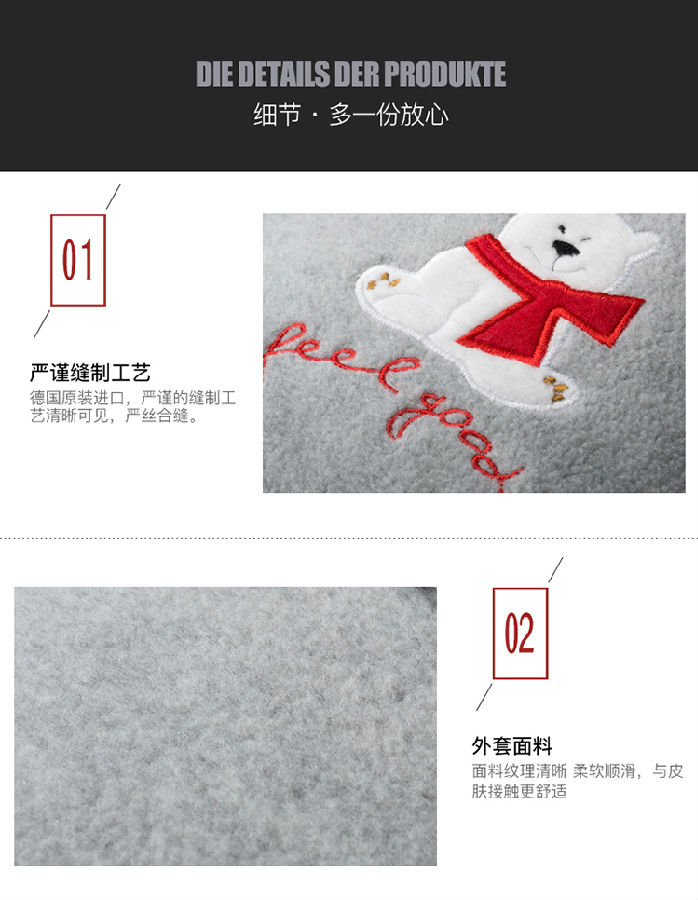 DIE DETAILS DER PRODUKTE
细节·多一份放心
01
feel good
严谨缝制工艺
德国原装进口，严谨的缝制工
艺清晰可见，严丝合缝。
02
外套面料
面料纹理清晰 柔软顺滑，与皮
肤接触更舒适